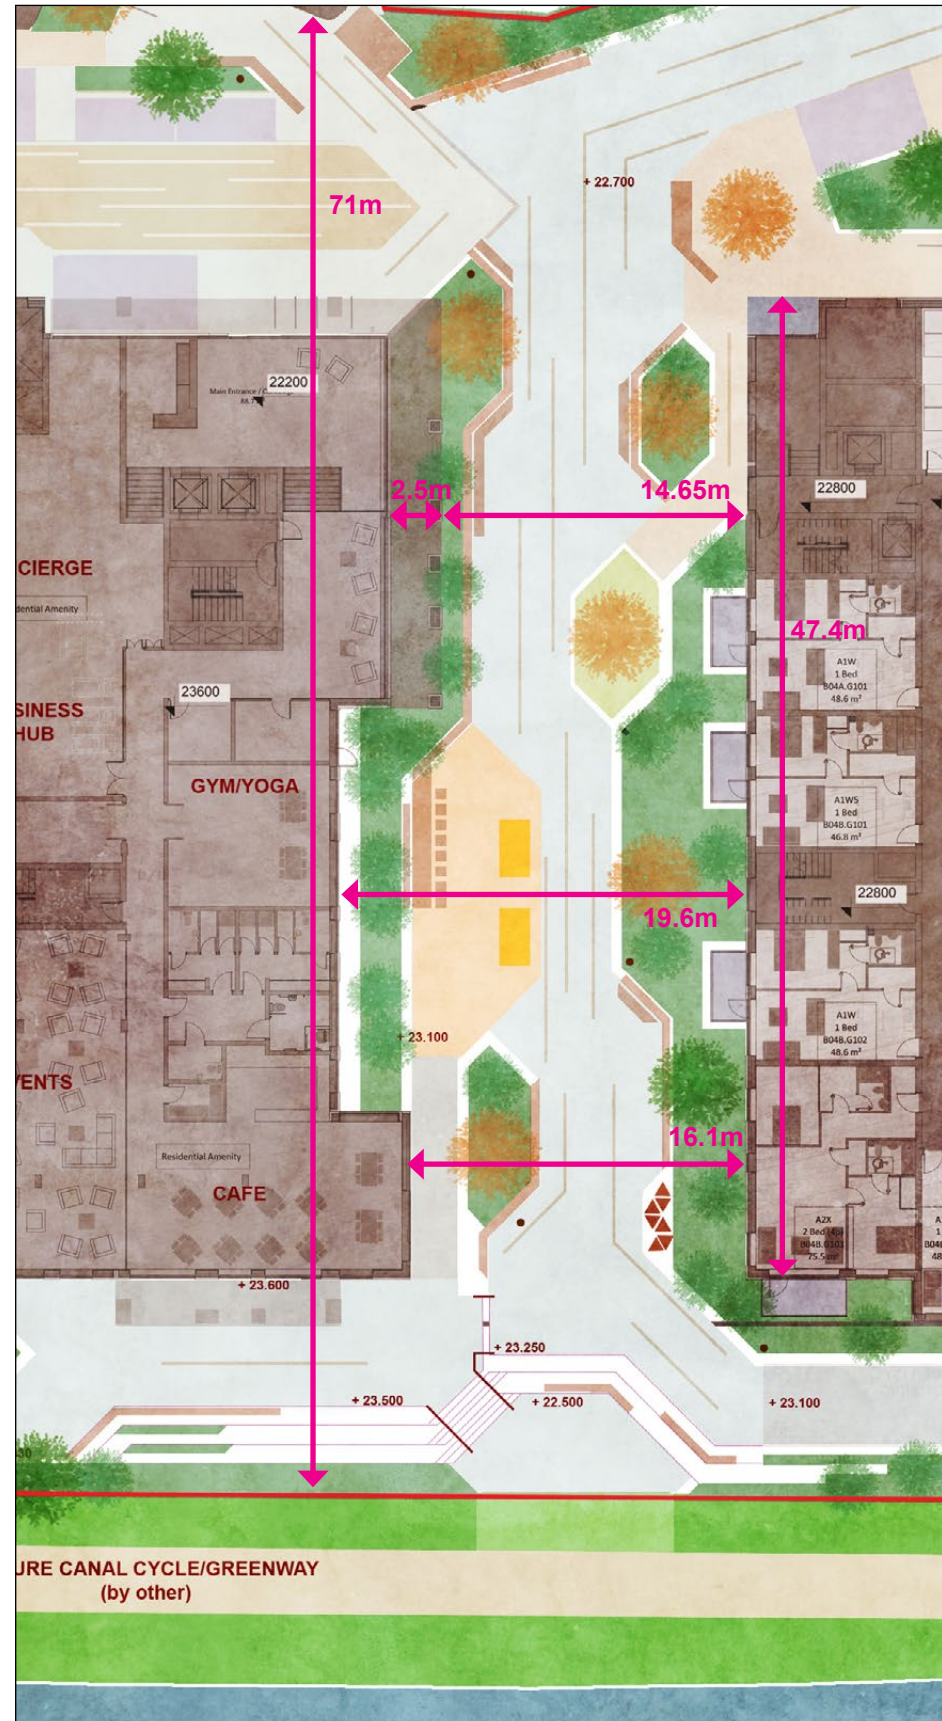 71m
+ 22.700
Main Entrance /
22200
2.5m
14.65m
22800
CIERGE
dential Amenity
47.4m
A1W
1 Bed
B04A.G101
48.6 m²
23600
SINESS
HUB
GYM/YOGA
A1WS
1 Bed
B04B.G101
46.8 m²
22800
19.6m
A1W
1 Bed
B04B.G102
48.6 m²
+ 23.100
VENTS
16.1m
Residential Amenity
CAFE
A2X
2 Bed (4p)
B04B.G103
75.5 m²
+ 23.600
+ 23.250
+ 23.500
+ 22.500
+ 23.100
URE CANAL CYCLE/GREENWAY
(by other)